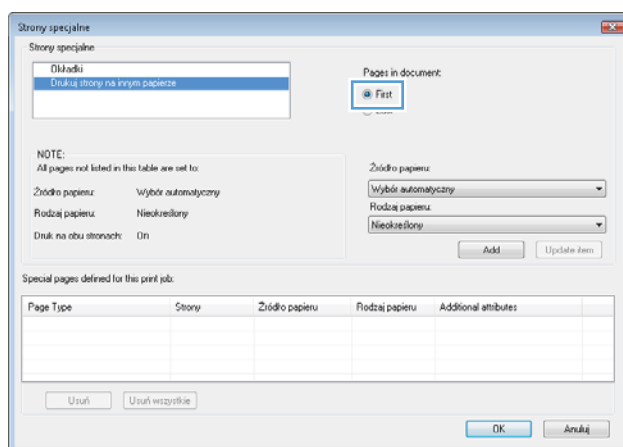 Strony specjalne
Strony specjalne
Okładki
Drukuj strony na innym papierze
Pages in document:
First
NOTE:
All pages not listed in this table are set to:
Źródło papieru:
Wybór automatyczny
Rodzaj papieru:
Nieokreślony
Druk na obu stronach:
On
Źródło papieru:
Wybór automatyczny
Rodzaj papieru:
Nieokreślony
Add
Update item
Special pages defined for this print job:
Page Type Strony Źródło papieru Rodzaj papieru Additional attributes
Usuń
Usuń wszystkie
OK
Anuluj